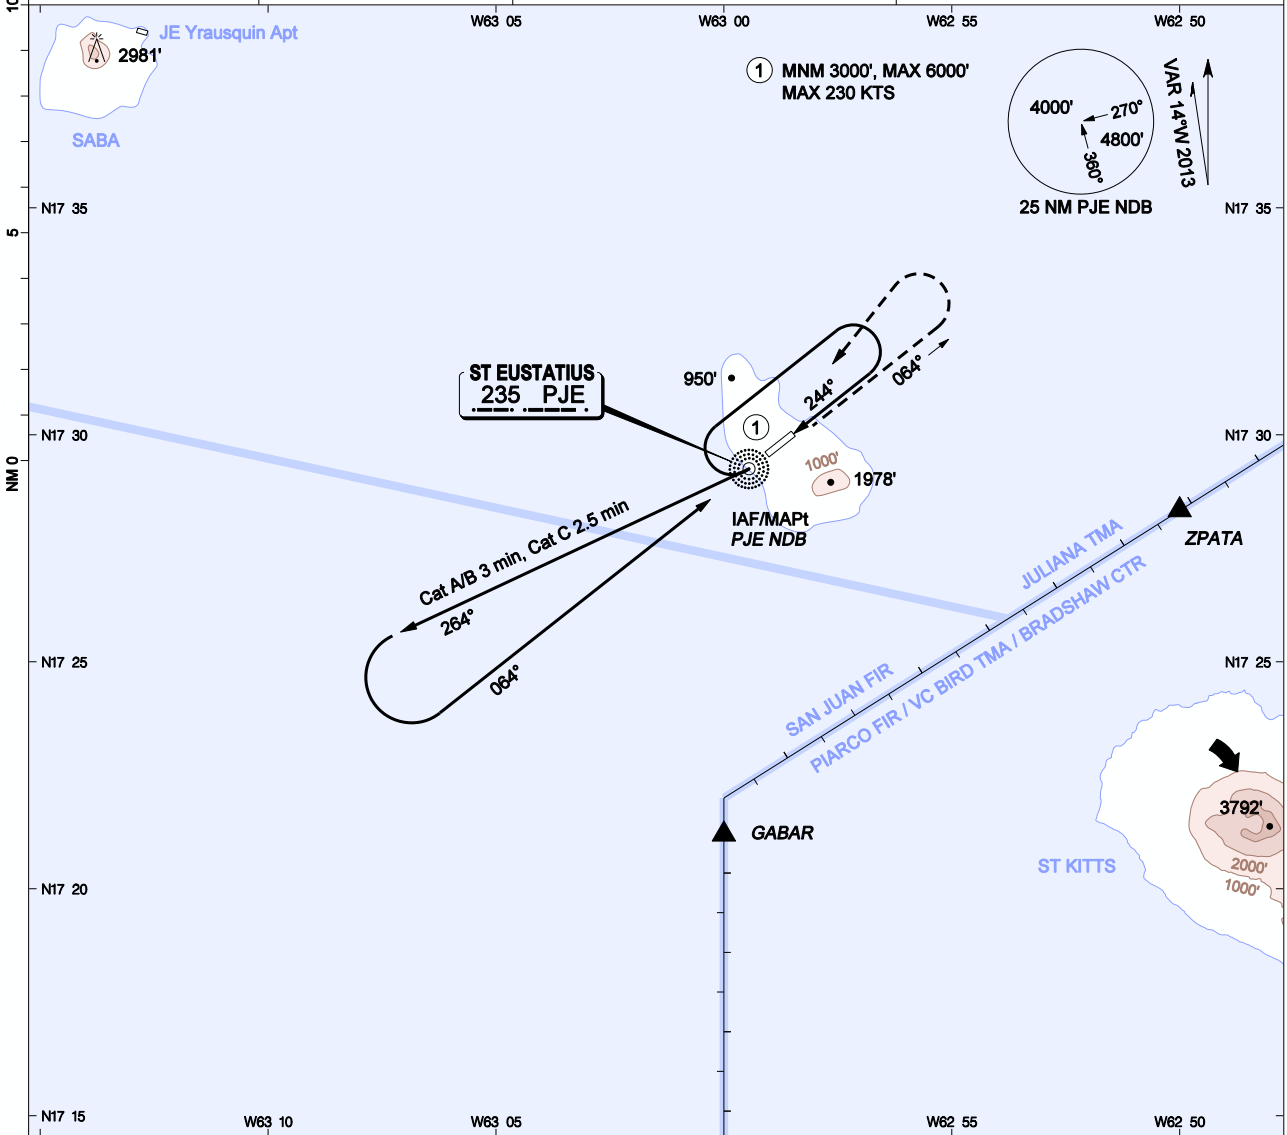 10
W63 05
W63 00
W62 55
W62 50
JE Yrausquin Apt
2981'
SABA
1
MNM 3000', MAX 6000'
MAX 230 KTS
4000'
270°
4800'
360°
VAR 14°W 2013
25 NM PJE NDB
N17 35
N17 35
5
ST EUSTATIUS
235 PJE
950'
244°
064°
1
N17 30
N17 30
NM 0
1000'
1978'
IAF/MAPt
PJE NDB
Cat A/B 3 min, Cat C 2.5 min
264°
064°
ZPATA
JULIANA TMA
SAN JUAN FIR
PIARCO FIR / VC BIRD TMA / BRADSHAW CTR
N17 25
N17 25
GABAR
3792'
2000'
1000'
ST KITTS
N17 20
N17 20
N17 15
N17 15
W63 10
W63 05
W62 55
W62 50